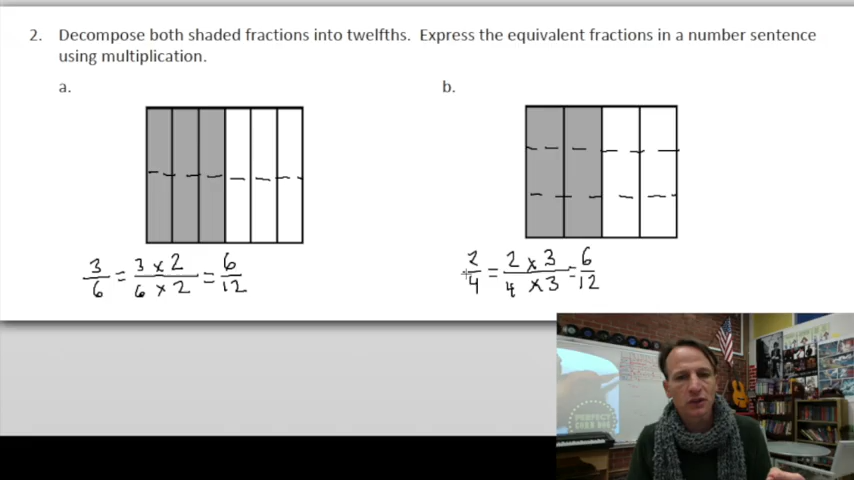 2. Decompose both shaded fractions into twelfths. Express the equivalent fractions in a number sentence
using multiplication.
a.
b.
3/6 = 3 x 2/6 x 2 = 6/12
2/4 = 2 x 3/4 x 3 = 6/12
PERFECT